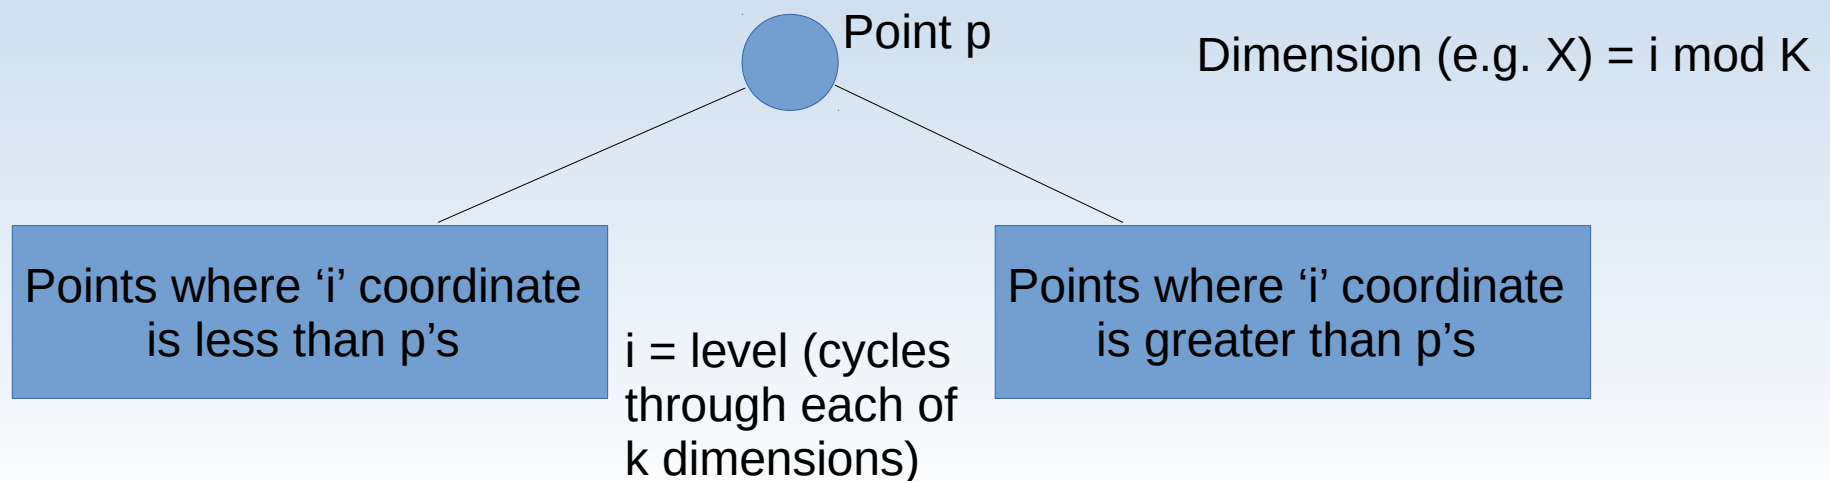 Point p
Dimension (e.g. X) = i mod K
Points where ‘i’ coordinate
is less than p’s
Points where ‘i’ coordinate
is greater than p’s
i = level (cycles
through each of
k dimensions)